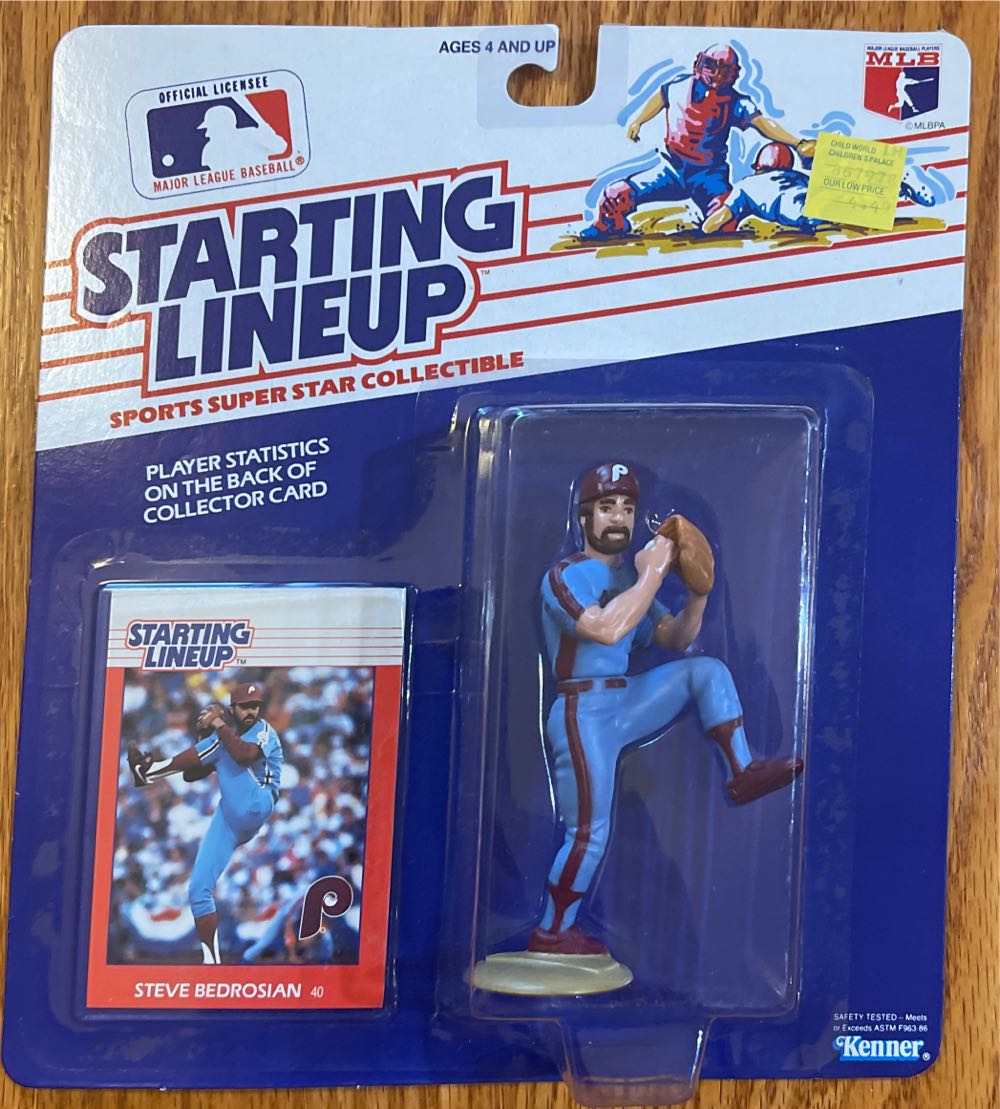 AGES 4 AND UP
OFFICIAL LICENSEE
MAJOR LEAGUE BASEBALL®
MAJOR LEAGUE BASEBALL PLAYERS
MLB
©MLBPA
CHILD WORLD
CHILDREN'S PALACE
OUR LOW PRICE
STARTING
LINEUP™
SPORTS SUPER STAR COLLECTIBLE
PLAYER STATISTICS
ON THE BACK OF
COLLECTOR CARD
P
STARTING
LINEUP™
P
STEVE BEDROSIAN 40
SAFETY TESTED – Meets
or Exceeds ASTM F963-86
Kenner®